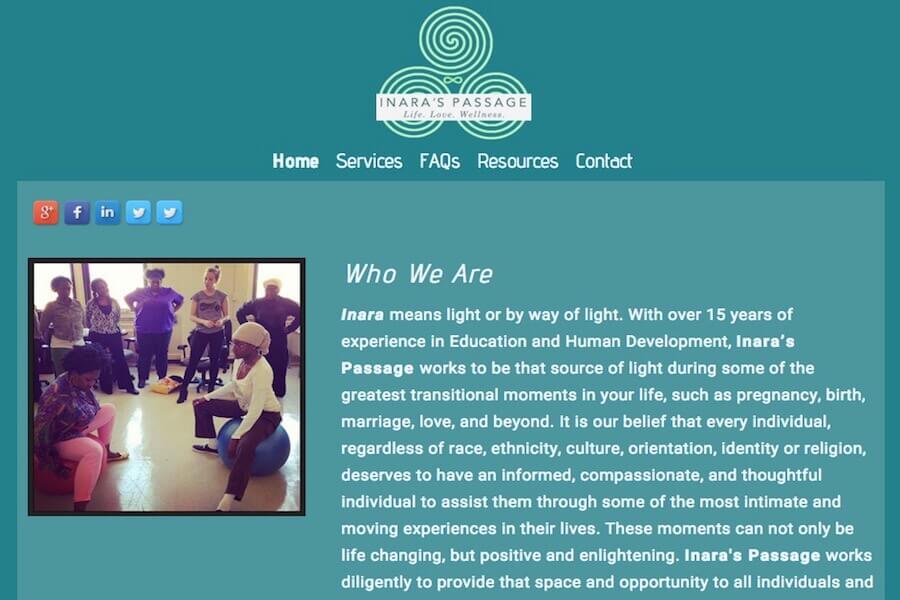 INARA'S PASSAGE
Life. Love. Wellness.
Home Services FAQs Resources Contact
g+ f in
Who We Are
Inara means light or by way of light. With over 15 years of
experience in Education and Human Development, Inara's
Passage works to be that source of light during some of the
greatest transitional moments in your life, such as pregnancy, birth,
marriage, love, and beyond. It is our belief that every individual,
regardless of race, ethnicity, culture, orientation, identity or religion,
deserves to have an informed, compassionate, and thoughtful
individual to assist them through some of the most intimate and
moving experiences in their lives. These moments can not only be
life changing, but positive and enlightening. Inara's Passage works
diligently to provide that space and opportunity to all individuals and